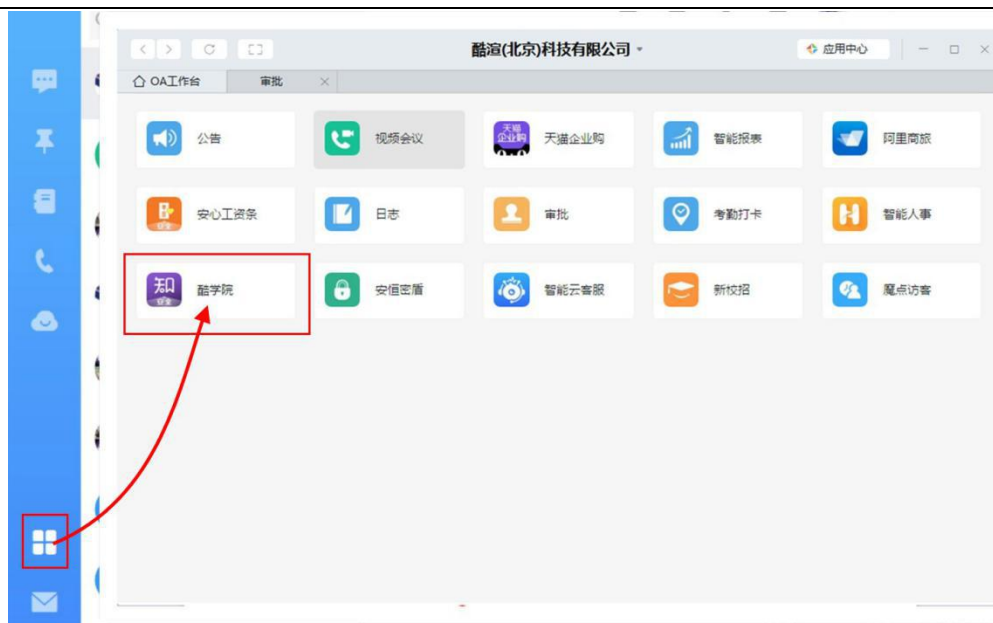 酷渲(北京)科技有限公司
应用中心
OA工作台
审批
公告
视频会议
天猫企业购
天猫企业购
智能报表
阿里商旅
安心工资条
日志
审批
考勤打卡
智能人事
知
酷学院
安恒密盾
智能云客服
新校招
魔点访客